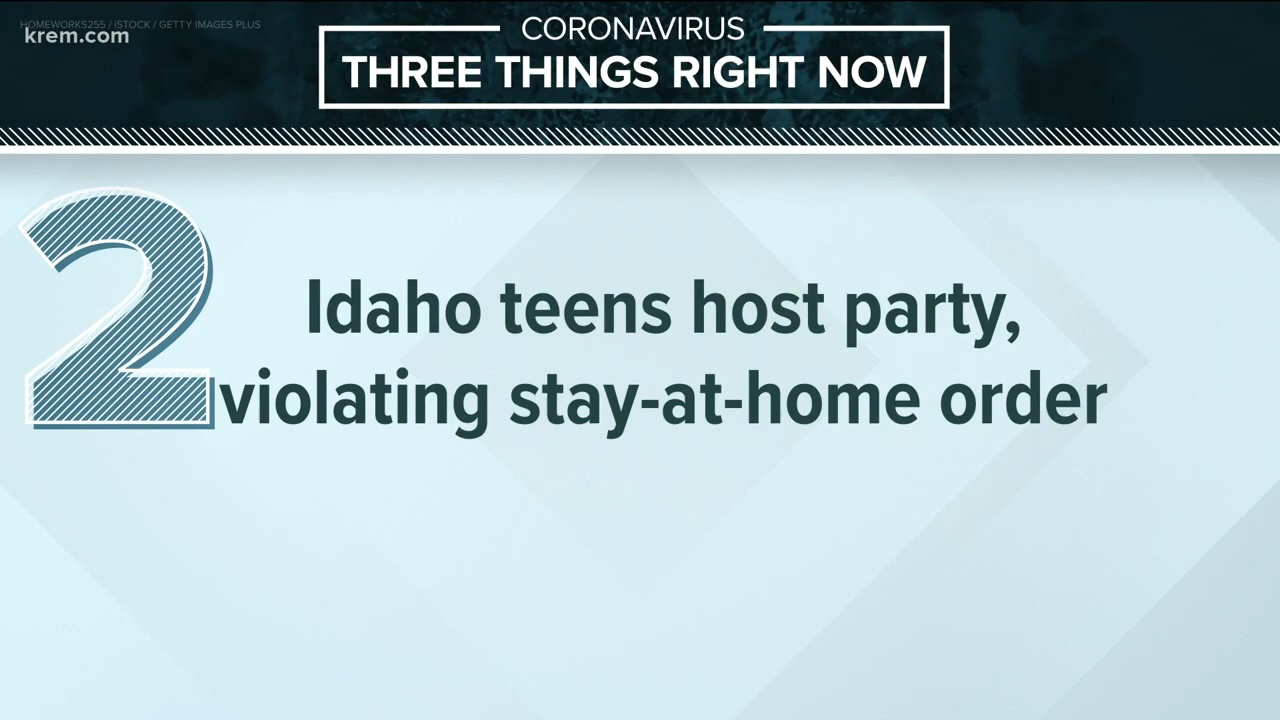 HOMEWORKS255 / iSTOCK / GETTY IMAGES PLUS
krem.com
CORONAVIRUS
THREE THINGS RIGHT NOW
2
Idaho teens host party,
violating stay-at-home order